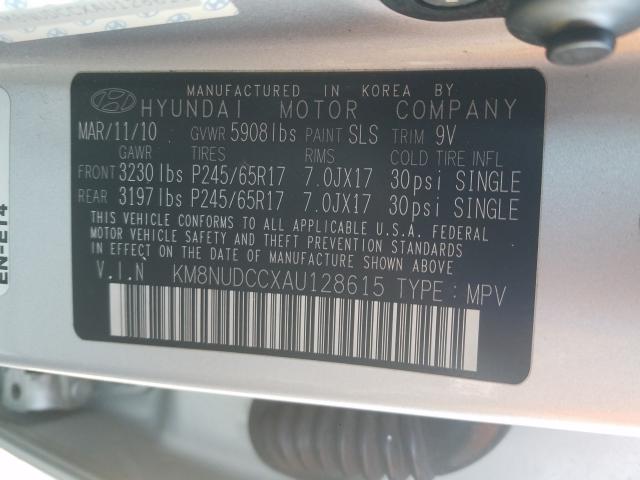 MANUFACTURED IN KOREA BY
HYUNDAI MOTOR COMPANY
MAR/11/10 GVWR 5908lbs PAINT SLS TRIM 9V
GAWR TIRES RIMS COLD TIRE INFL
FRONT 3230lbs P245/65R17 7.0JX17 30psi SINGLE
REAR 3197lbs P245/65R17 7.0JX17 30psi SINGLE
THIS VEHICLE CONFORMS TO ALL APPLICABLE U.S.A. FEDERAL
MOTOR VEHICLE SAFETY AND THEFT PREVENTION STANDARDS
IN EFFECT ON THE DATE OF MANUFACTURE SHOWN ABOVE.
V.I.N KM8NUDCCXAU128615 TYPE : MPV
EN-ET4